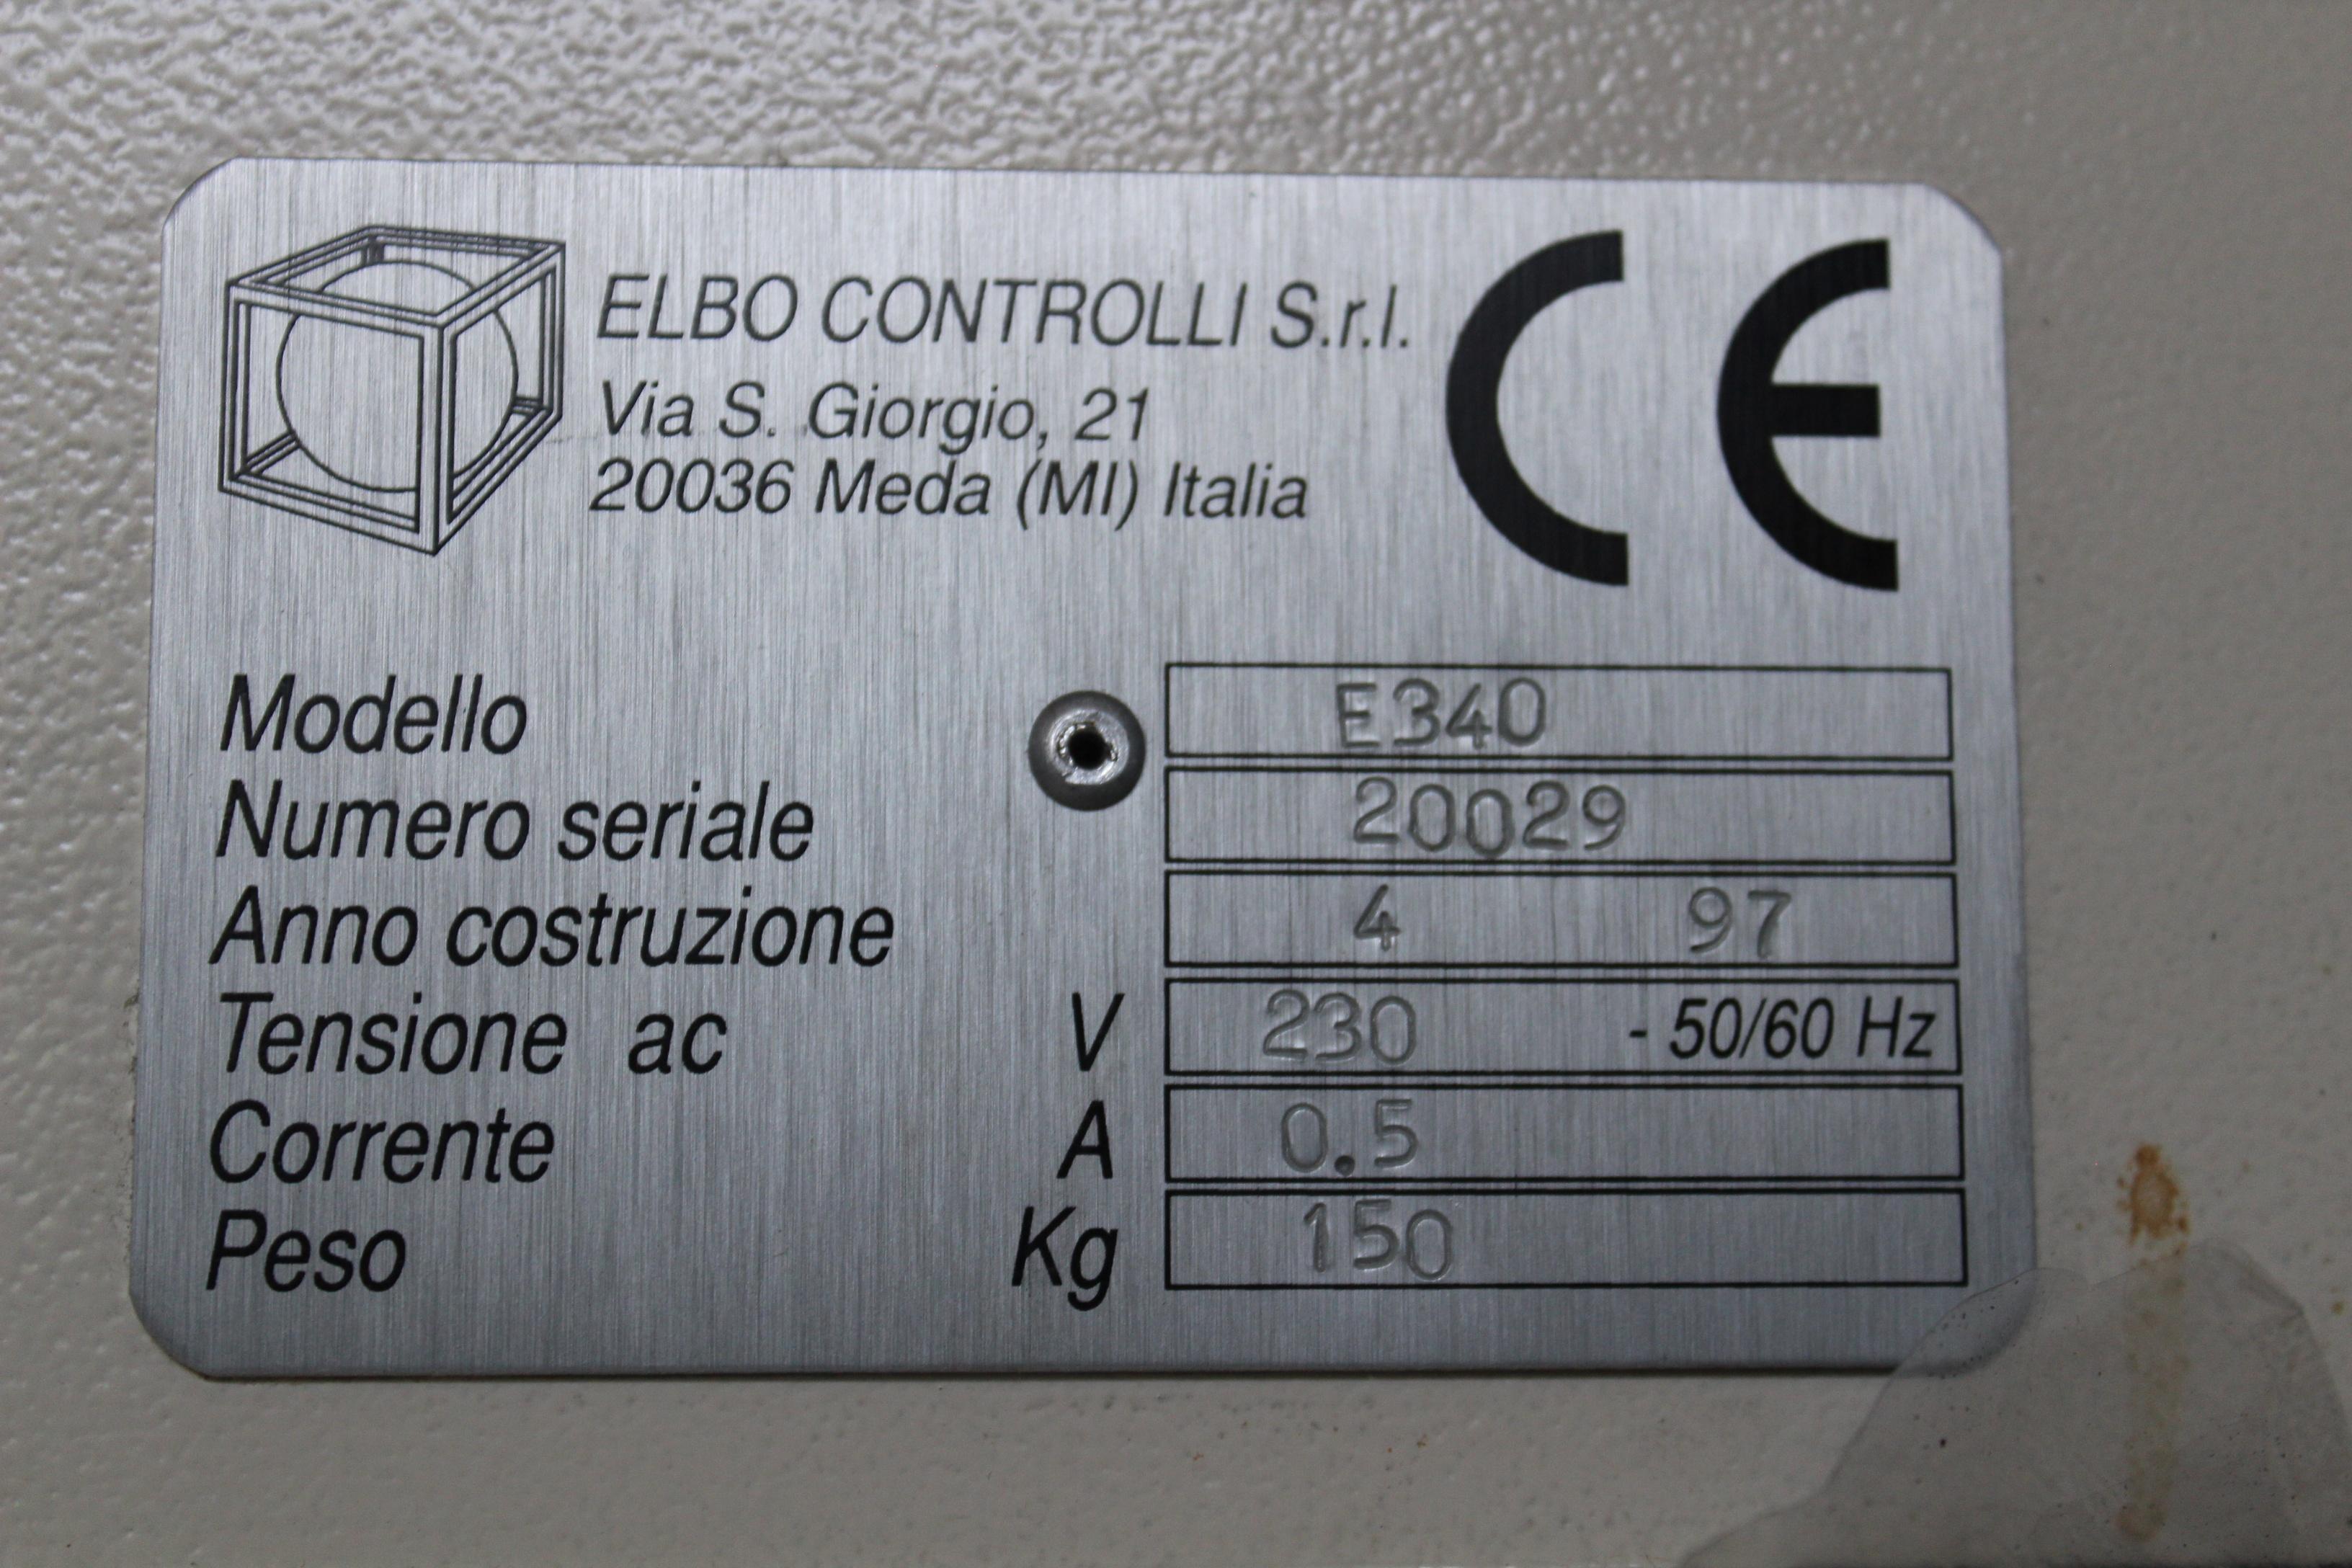 ELBO CONTROLLI S.r.l.
Via S. Giorgio, 21
20036 Meda (MI) Italia
CE
Modello E340
Numero seriale 20029
Anno costruzione 4 97
Tensione ac V 230 - 50/60 Hz
Corrente A 0.5
Peso Kg 150